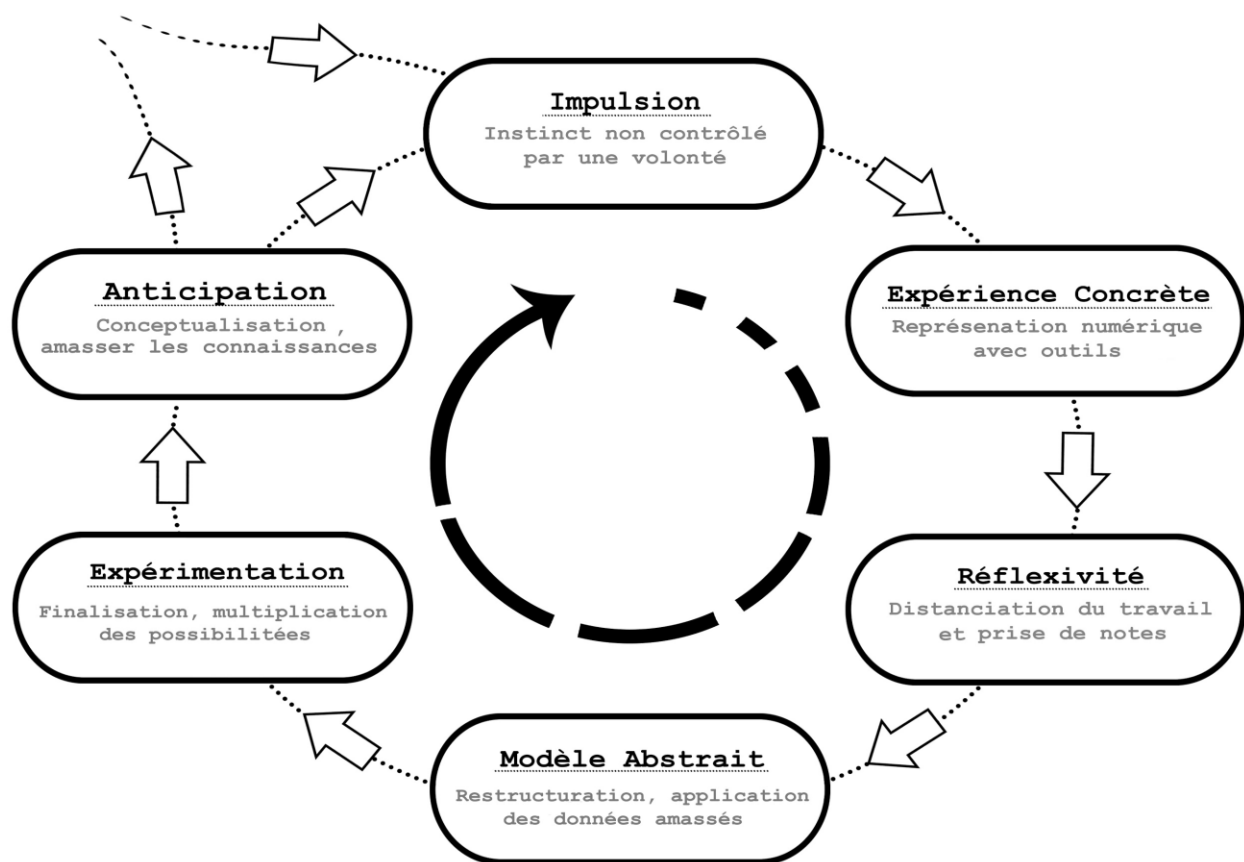 Impulsion
Instinct non contrôlé
par une volonté
Expérience Concrète
Représenation numérique
avec outils
Réflexivité
Distanciation du travail
et prise de notes
Modèle Abstrait
Restructuration, application
des données amassés
Expérimentation
Finalisation, multiplication
des possibilitées
Anticipation
Conceptualisation ,
amasser les connaissances